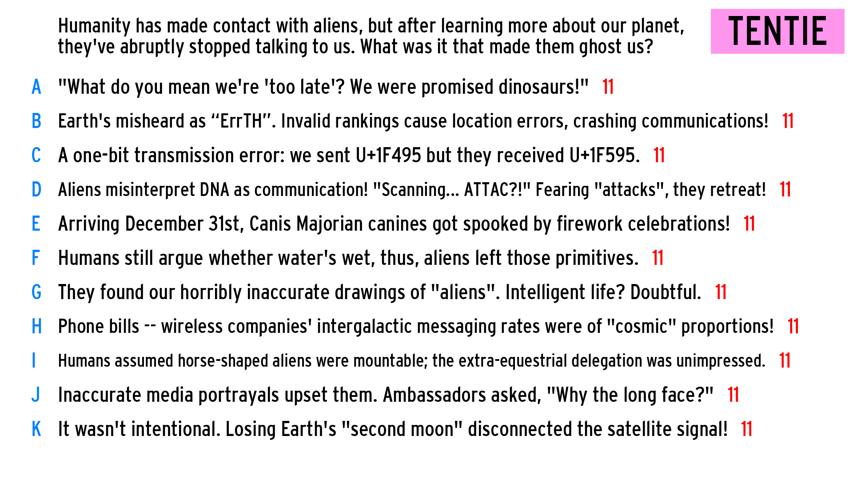 Humanity has made contact with aliens, but after learning more about our planet,
they've abruptly stopped talking to us. What was it that made them ghost us?
TENTIE
A "What do you mean we're 'too late'? We were promised dinosaurs!" 11
B Earth's misheard as “ErrTH”. Invalid rankings cause location errors, crashing communications! 11
C A one-bit transmission error: we sent U+1F495 but they received U+1F595. 11
D Aliens misinterpret DNA as communication! "Scanning... ATTAC?!" Fearing "attacks", they retreat! 11
E Arriving December 31st, Canis Majorian canines got spooked by firework celebrations! 11
F Humans still argue whether water's wet, thus, aliens left those primitives. 11
G They found our horribly inaccurate drawings of "aliens". Intelligent life? Doubtful. 11
H Phone bills -- wireless companies' intergalactic messaging rates were of "cosmic" proportions! 11
I Humans assumed horse-shaped aliens were mountable; the extra-equestrial delegation was unimpressed. 11
J Inaccurate media portrayals upset them. Ambassadors asked, "Why the long face?" 11
K It wasn't intentional. Losing Earth's "second moon" disconnected the satellite signal! 11